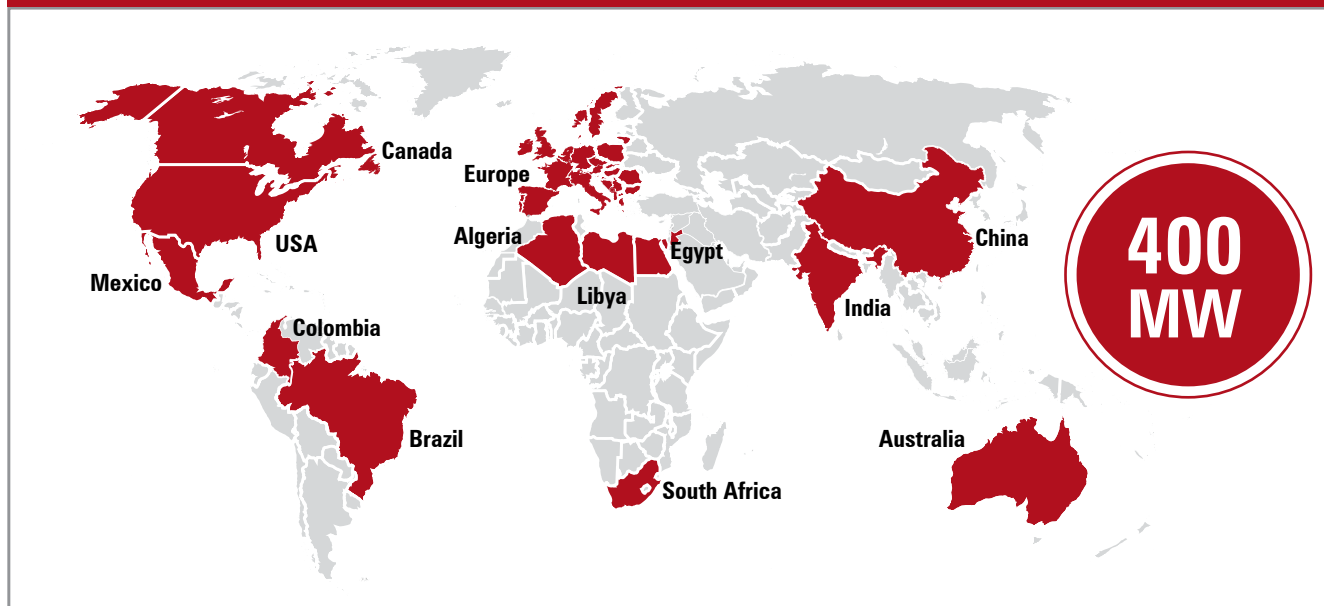 Canada
Europe
USA
Algeria
Egypt
China
Mexico
Libya
India
Colombia
Brazil
Australia
South Africa
400
MW